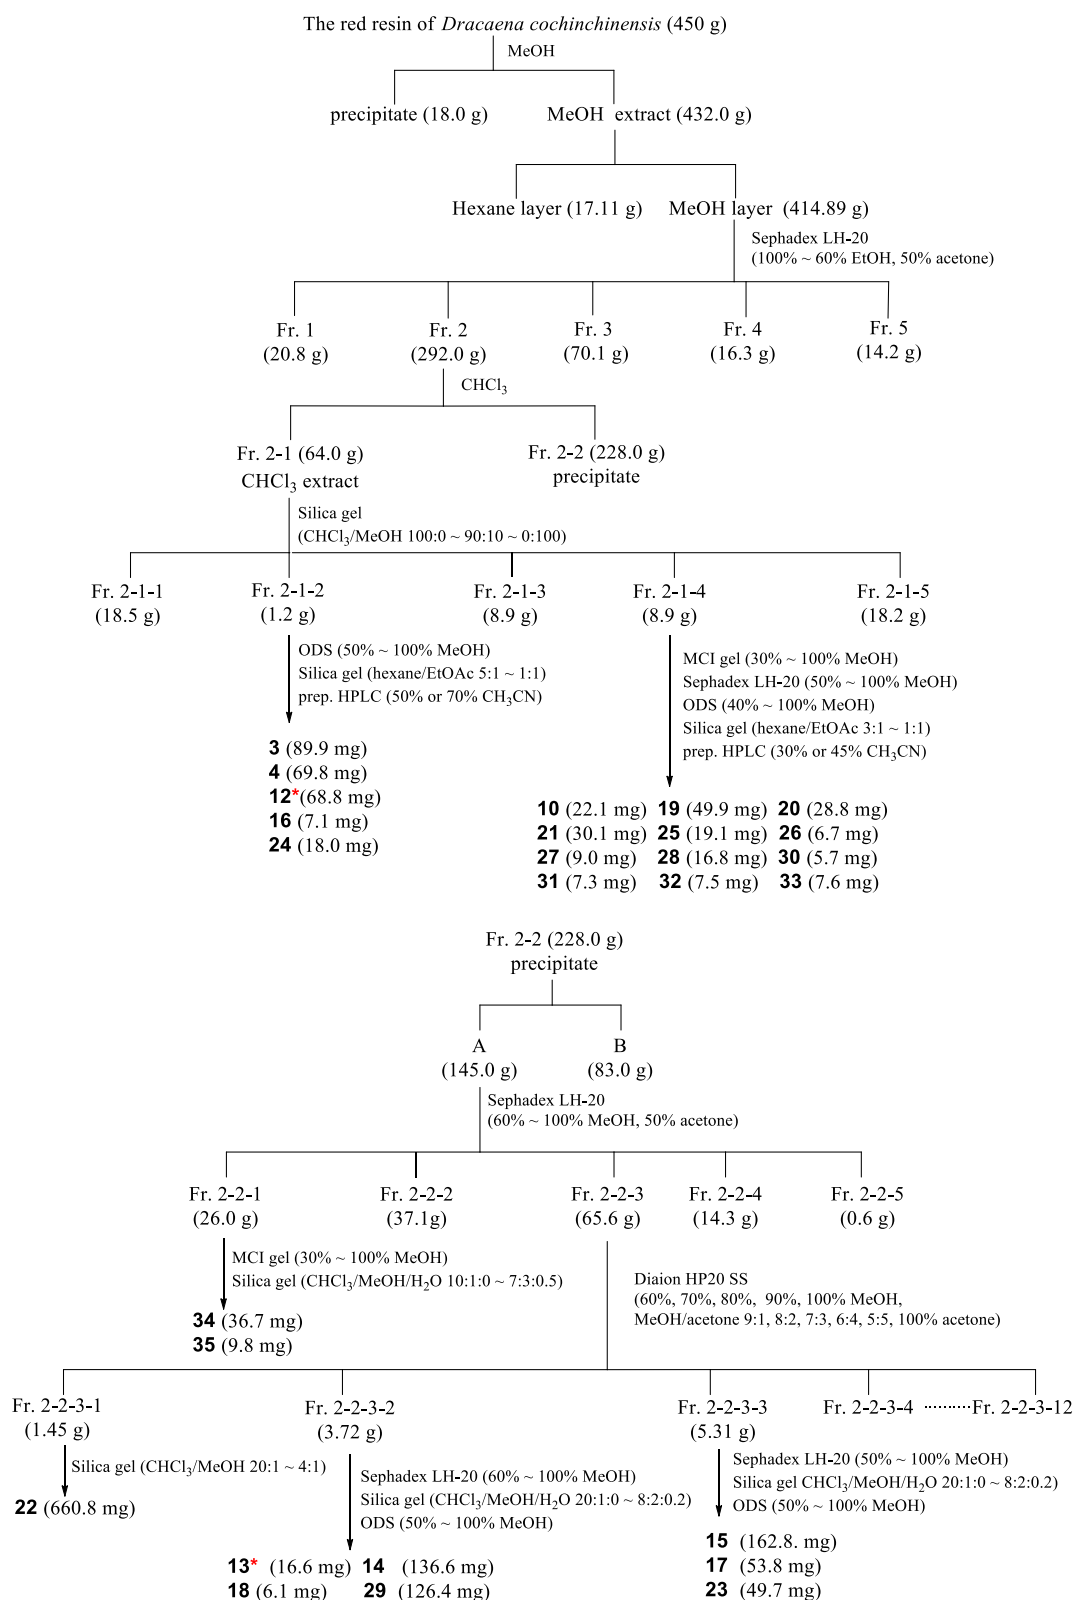 The red resin of Dracaena cochinchinensis (450 g)
MeOH
precipitate (18.0 g) MeOH extract (432.0 g)
Hexane layer (17.11 g) MeOH layer (414.89 g)
Sephadex LH-20
(100% ~ 60% EtOH, 50% acetone)
Fr. 1 Fr. 2 Fr. 3 Fr. 4 Fr. 5
(20.8 g) (292.0 g) (70.1 g) (16.3 g) (14.2 g)
CHCl3
Fr. 2-1 (64.0 g) Fr. 2-2 (228.0 g)
CHCl3 extract precipitate
Silica gel
(CHCl3/MeOH 100:0 ~ 90:10 ~ 0:100)
Fr. 2-1-1 Fr. 2-1-2 Fr. 2-1-3 Fr. 2-1-4 Fr. 2-1-5
(18.5 g) (1.2 g) (8.9 g) (8.9 g) (18.2 g)
ODS (50% ~ 100% MeOH)
Silica gel (hexane/EtOAc 5:1 ~ 1:1)
prep. HPLC (50% or 70% CH3CN)
3 (89.9 mg)
4 (69.8 mg)
12*(68.8 mg)
16 (7.1 mg)
24 (18.0 mg)
MCI gel (30% ~ 100% MeOH)
Sephadex LH-20 (50% ~ 100% MeOH)
ODS (40% ~ 100% MeOH)
Silica gel (hexane/EtOAc 3:1 ~ 1:1)
prep. HPLC (30% or 45% CH3CN)
10 (22.1 mg) 19 (49.9 mg) 20 (28.8 mg)
21 (30.1 mg) 25 (19.1 mg) 26 (6.7 mg)
27 (9.0 mg) 28 (16.8 mg) 30 (5.7 mg)
31 (7.3 mg) 32 (7.5 mg) 33 (7.6 mg)
Fr. 2-2 (228.0 g)
precipitate
A B
(145.0 g) (83.0 g)
Sephadex LH-20
(60% ~ 100% MeOH, 50% acetone)
Fr. 2-2-1 Fr. 2-2-2 Fr. 2-2-3 Fr. 2-2-4 Fr. 2-2-5
(26.0 g) (37.1g) (65.6 g) (14.3 g) (0.6 g)
MCI gel (30% ~ 100% MeOH)
Silica gel (CHCl3/MeOH/H2O 10:1:0 ~ 7:3:0.5)
34 (36.7 mg)
35 (9.8 mg)
Diaion HP20 SS
(60%, 70%, 80%, 90%, 100% MeOH,
MeOH/acetone 9:1, 8:2, 7:3, 6:4, 5:5, 100% acetone)
Fr. 2-2-3-1 Fr. 2-2-3-2 Fr. 2-2-3-3 Fr. 2-2-3-4 ········ Fr. 2-2-3-12
(1.45 g) (3.72 g) (5.31 g)
Silica gel (CHCl3/MeOH 20:1 ~ 4:1)
22 (660.8 mg)
Sephadex LH-20 (60% ~ 100% MeOH)
Silica gel (CHCl3/MeOH/H2O 20:1:0 ~ 8:2:0.2)
ODS (50% ~ 100% MeOH)
13* (16.6 mg) 14 (136.6 mg)
18 (6.1 mg) 29 (126.4 mg)
Sephadex LH-20 (50% ~ 100% MeOH)
Silica gel CHCl3/MeOH/H2O 20:1:0 ~ 8:2:0.2)
ODS (50% ~ 100% MeOH)
15 (162.8. mg)
17 (53.8 mg)
23 (49.7 mg)